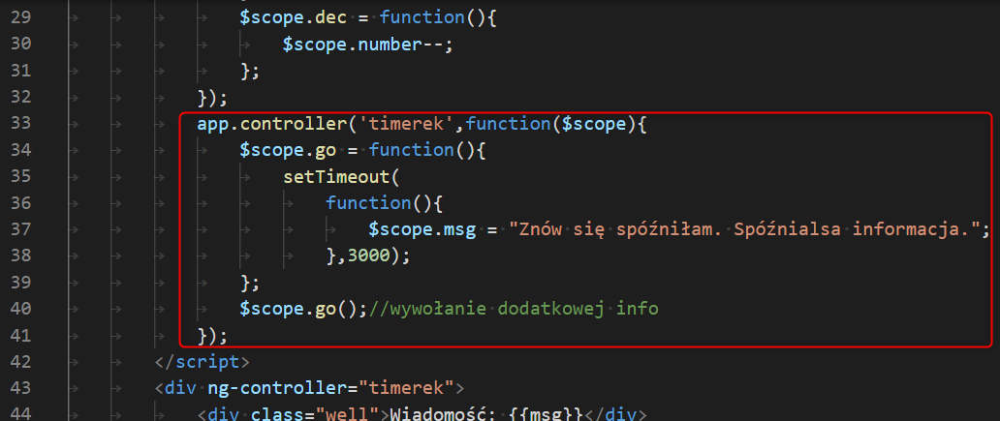 29 $scope.dec = function(){
30 $scope.number--;
31 };
32 });
33 app.controller('timerek',function($scope){
34 $scope.go = function(){
35 setTimeout(
36 function(){
37 $scope.msg = "Znów się spóźniłam. Spóźnialsa informacja.";
38 },3000);
39 };
40 $scope.go();//wywołanie dodatkowej info
41 });
42 </script>
43 <div ng-controller="timerek">
44 <div class="well">Wiadomość: {{msg}}</div>